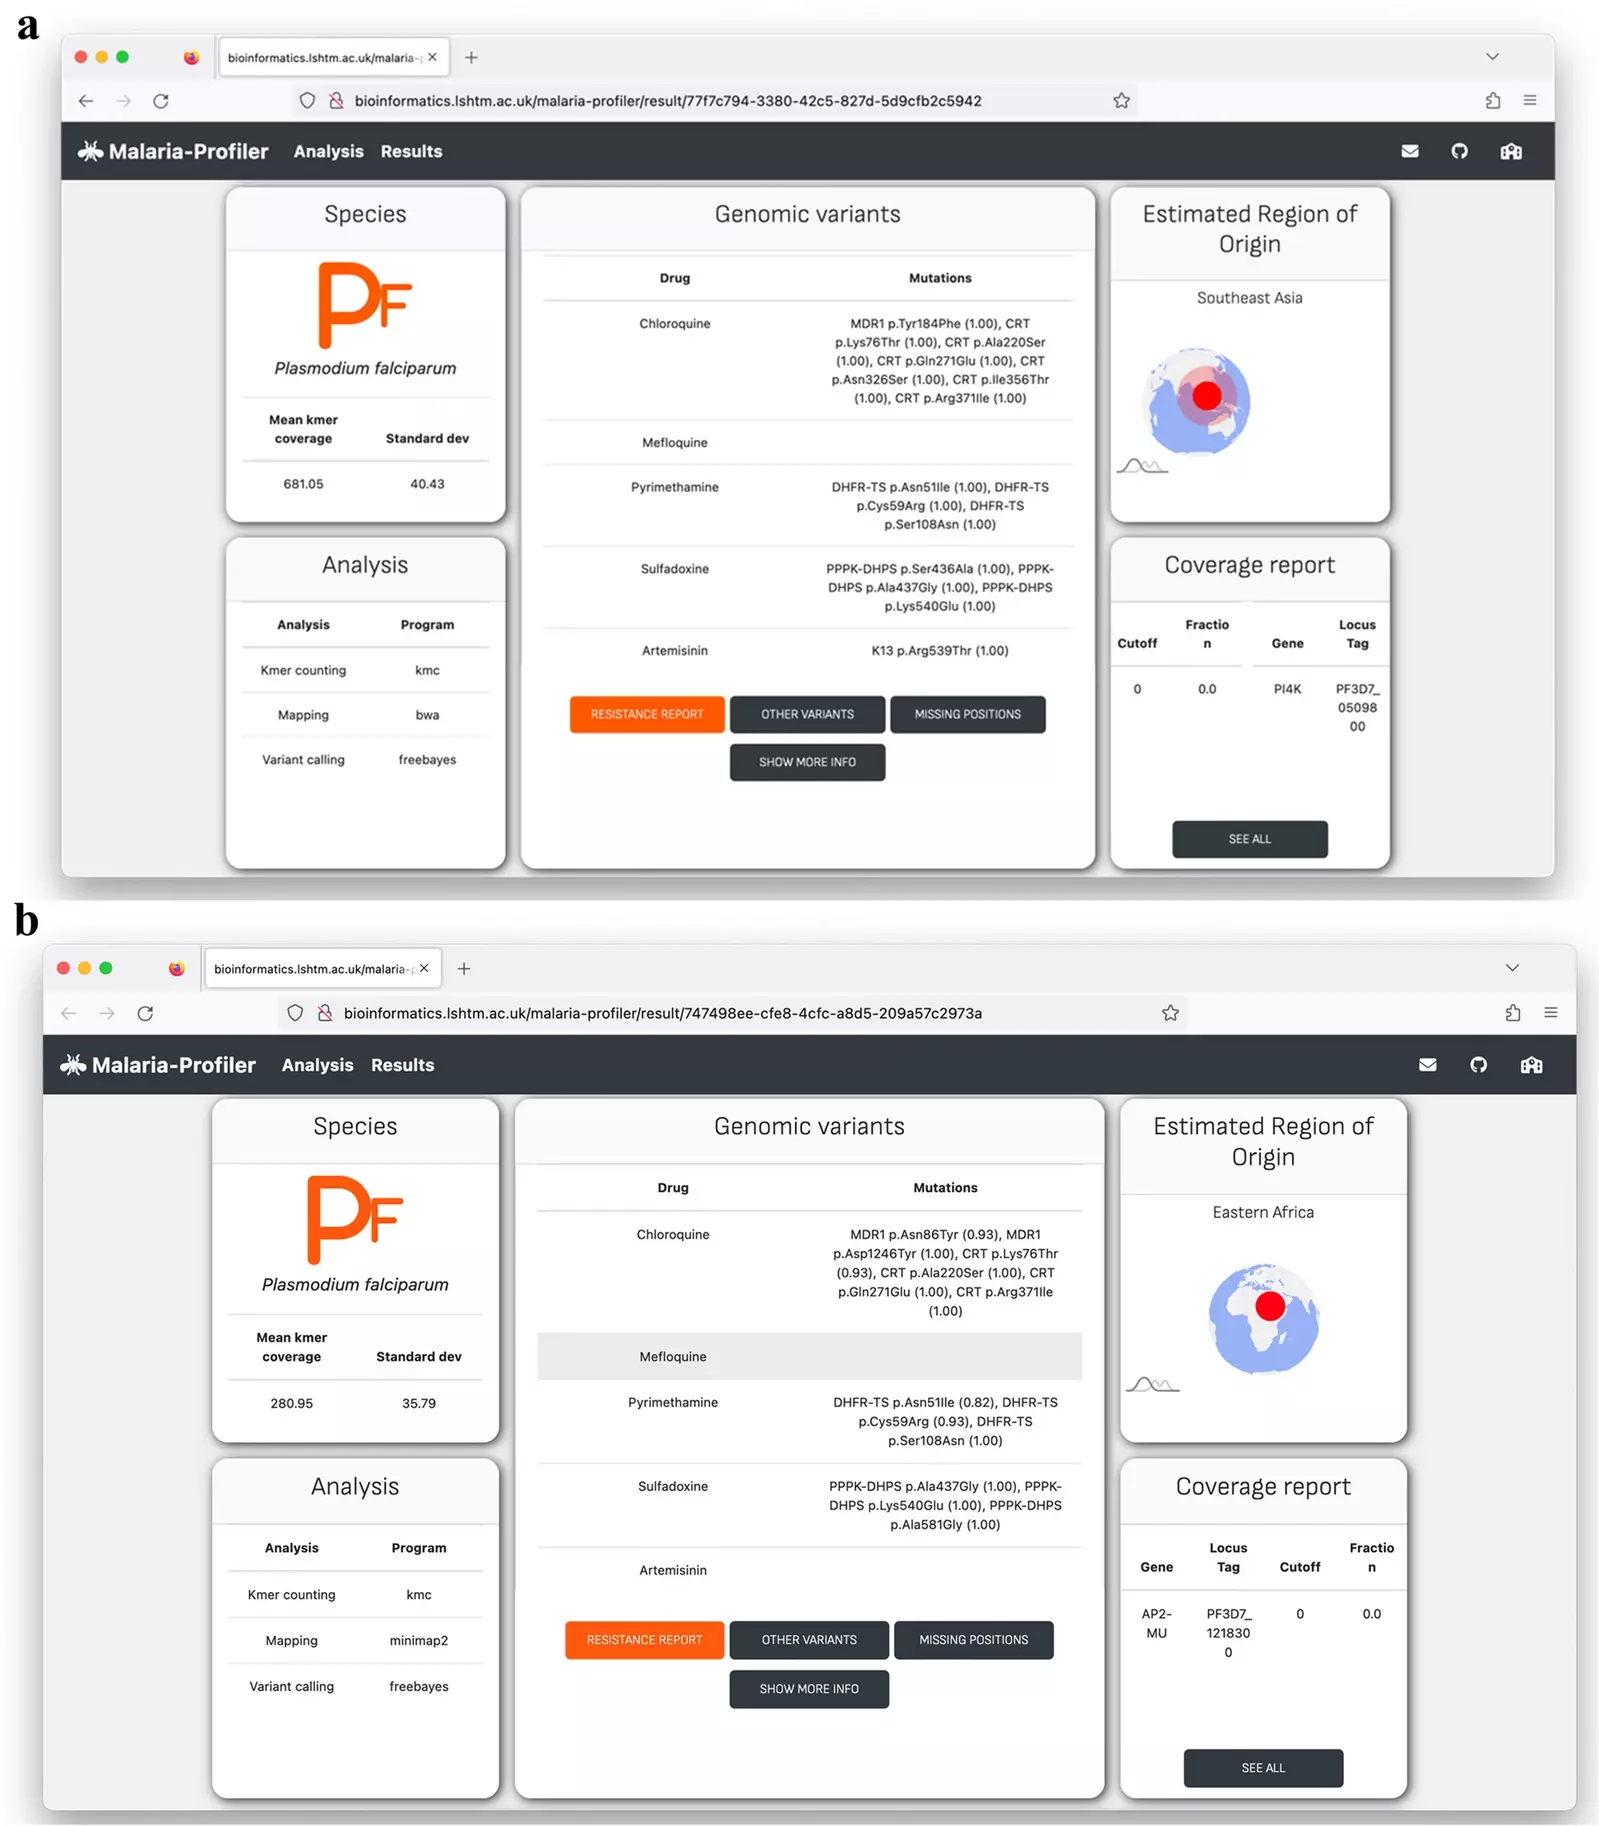 a
bioinformatics.lshtm.ac.uk/malaria-p
bioinformatics.lshtm.ac.uk/malaria-profiler/result/77f7c794-3380-42c5-827d-5d9cfb2c5942
Malaria-Profiler Analysis Results
Species
PF
Plasmodium falciparum
Mean kmer
coverage Standard dev
681.05 40.43
Analysis
Analysis Program
Kmer counting kmc
Mapping bwa
Variant calling freebayes
Genomic variants
Drug Mutations
Chloroquine MDR1 p.Tyr184Phe (1.00), CRT
p.Lys76Thr (1.00), CRT p.Ala220Ser
(1.00), CRT p.Gln271Glu (1.00), CRT
p.Asn326Ser (1.00), CRT p.Ile356Thr
(1.00), CRT p.Arg371Ile (1.00)
Mefloquine
Pyrimethamine DHFR-TS p.Asn51Ile (1.00), DHFR-TS
p.Cys59Arg (1.00), DHFR-TS
p.Ser108Asn (1.00)
Sulfadoxine PPPK-DHPS p.Ser436Ala (1.00), PPPK-
DHPS p.Ala437Gly (1.00), PPPK-DHPS
p.Lys540Glu (1.00)
Artemisinin K13 p.Arg539Thr (1.00)
RESISTANCE REPORT OTHER VARIANTS MISSING POSITIONS
SHOW MORE INFO
Estimated Region of
Origin
Southeast Asia
Coverage report
Cutoff Fractio
n Gene Locus
Tag
0 0.0 PI4K PF3D7_
05098
00
SEE ALL
b
bioinformatics.lshtm.ac.uk/malaria-p
bioinformatics.lshtm.ac.uk/malaria-profiler/result/747498ee-cfe8-4cfc-a8d5-209a57c2973a
Malaria-Profiler Analysis Results
Species
PF
Plasmodium falciparum
Mean kmer
coverage Standard dev
280.95 35.79
Analysis
Analysis Program
Kmer counting kmc
Mapping minimap2
Variant calling freebayes
Genomic variants
Drug Mutations
Chloroquine MDR1 p.Asn86Tyr (0.93), MDR1
p.Asp1246Tyr (1.00), CRT p.Lys76Thr
(0.93), CRT p.Ala220Ser (1.00), CRT
p.Gln271Glu (1.00), CRT p.Arg371Ile
(1.00)
Mefloquine
Pyrimethamine DHFR-TS p.Asn51Ile (0.82), DHFR-TS
p.Cys59Arg (0.93), DHFR-TS
p.Ser108Asn (1.00)
Sulfadoxine PPPK-DHPS p.Ala437Gly (1.00), PPPK-
DHPS p.Lys540Glu (1.00), PPPK-DHPS
p.Ala581Gly (1.00)
Artemisinin
RESISTANCE REPORT OTHER VARIANTS MISSING POSITIONS
SHOW MORE INFO
Estimated Region of
Origin
Eastern Africa
Coverage report
Gene Locus
Tag Cutoff Fractio
n
AP2-
MU PF3D7_
121830
0 0 0.0
SEE ALL